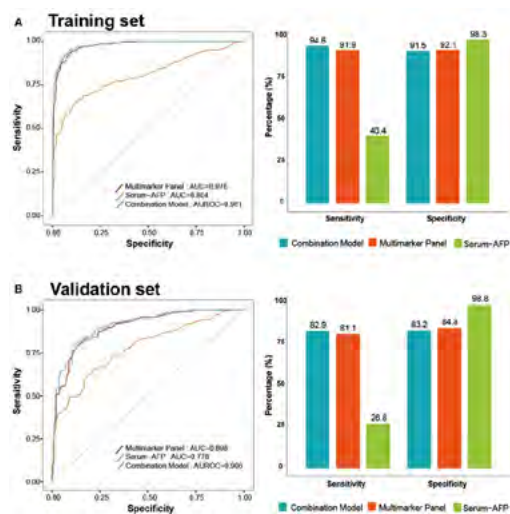 A Training set
1.00
0.75
0.50
0.25
0.00
Sensitivity
Multimarker Panel : AUC=0.976
Serum-AFP : AUC=0.804
Combination Model : AUROC=0.981
0.00 0.25 0.50 0.75 1.00
Specificity
100
75
50
25
0
Percentage (%)
91.9
40.4
91.5
92.1
98.3
Sensitivity Specificity
Combination Model Multimarker Panel Serum-AFP
B Validation set
1.00
0.75
0.50
0.25
0.00
Sensitivity
Multimarker Panel : AUC=0.898
Serum-AFP : AUC=0.778
Combination Model : AUROC=0.906
0.00 0.25 0.50 0.75 1.00
Specificity
100
75
50
25
0
Percentage (%)
82.9
81.1
26.8
83.2
84.8
98.8
Sensitivity Specificity
Combination Model Multimarker Panel Serum-AFP